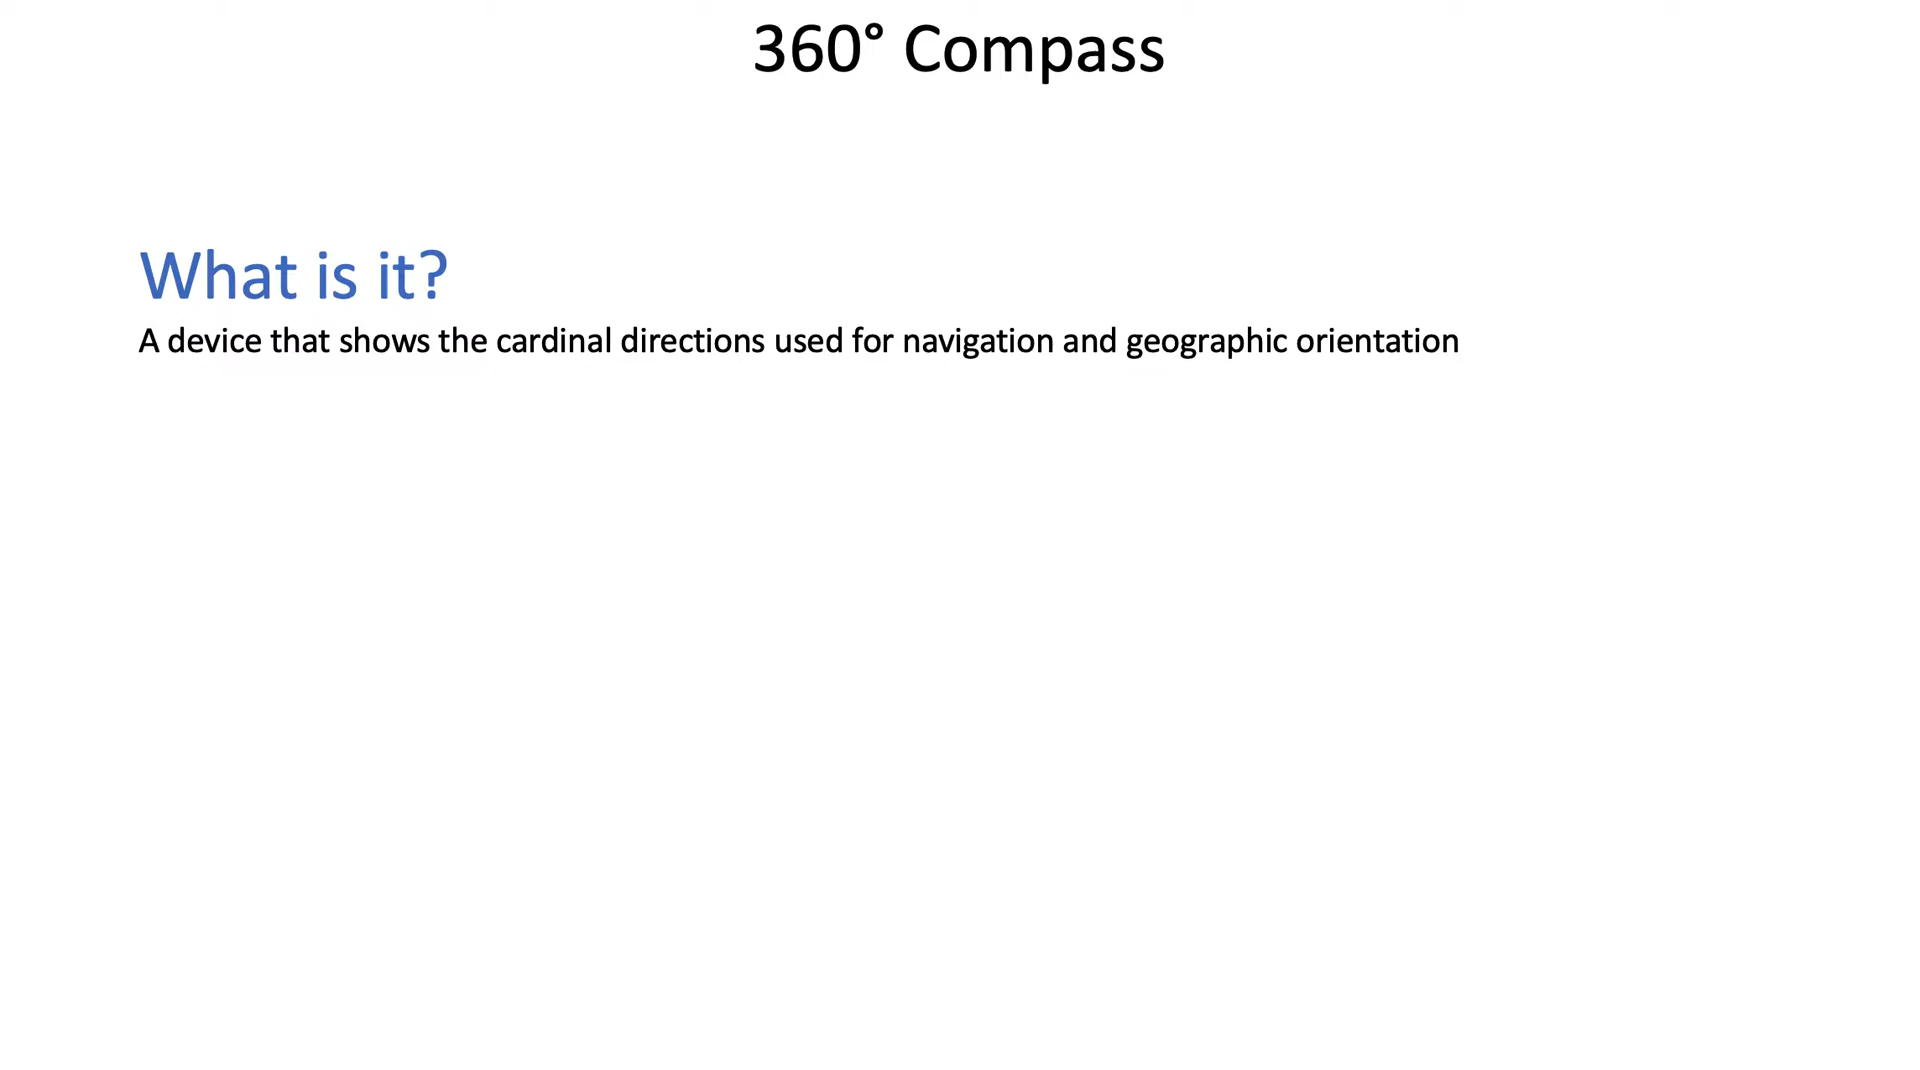 360° Compass
What is it?
A device that shows the cardinal directions used for navigation and geographic orientation